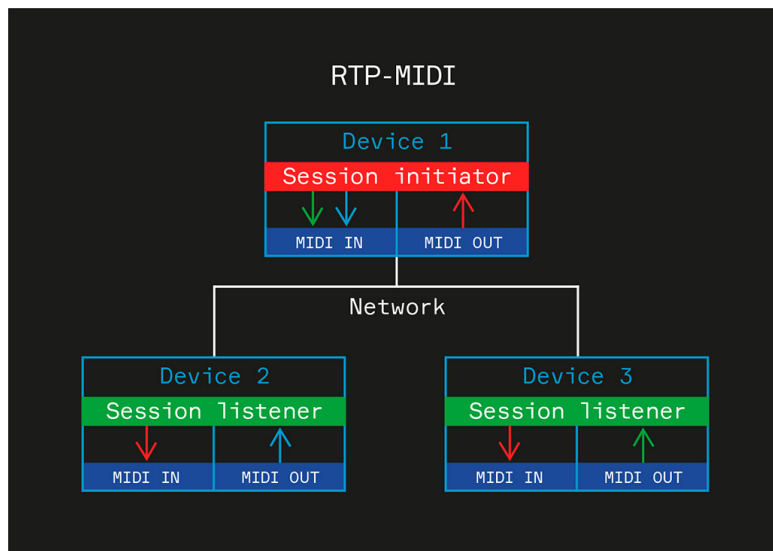 RTP-MIDI
Device 1
Session initiator
MIDI IN
MIDI OUT
Network
Device 2
Session listener
MIDI IN
MIDI OUT
Device 3
Session listener
MIDI IN
MIDI OUT